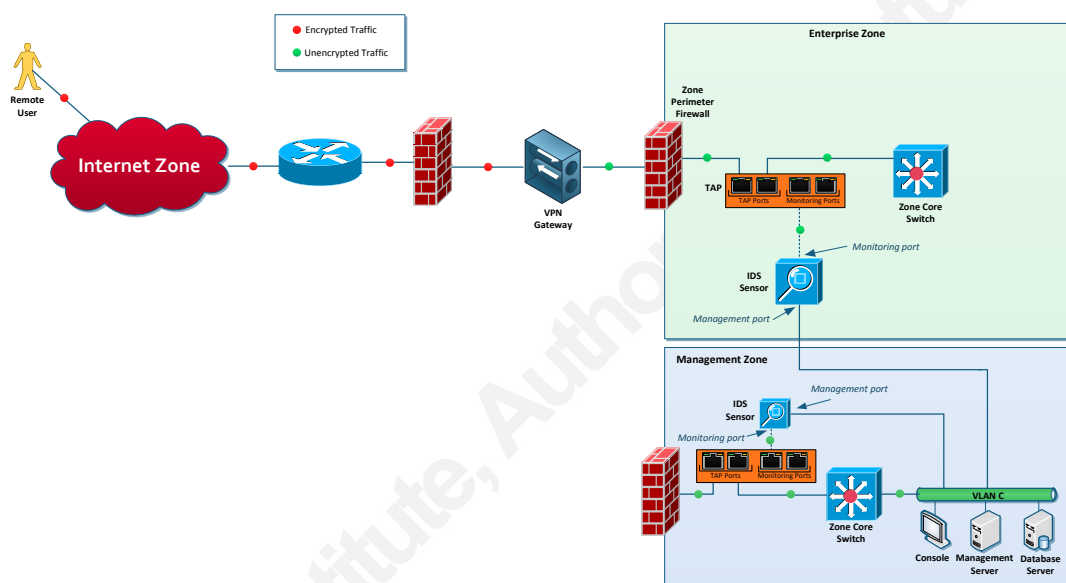 Encrypted Traffic
Unencrypted Traffic
Remote
User
Internet Zone
VPN
Gateway
Enterprise Zone
Zone
Perimeter
Firewall
TAP
TAP Ports
Monitoring Ports
Zone Core
Switch
Monitoring port
IDS
Sensor
Management port
Management Zone
IDS
Sensor
Management port
Monitoring port
TAP Ports
Monitoring Ports
Zone Core
Switch
VLAN C
Console
Management
Server
Database
Server
titute, Author